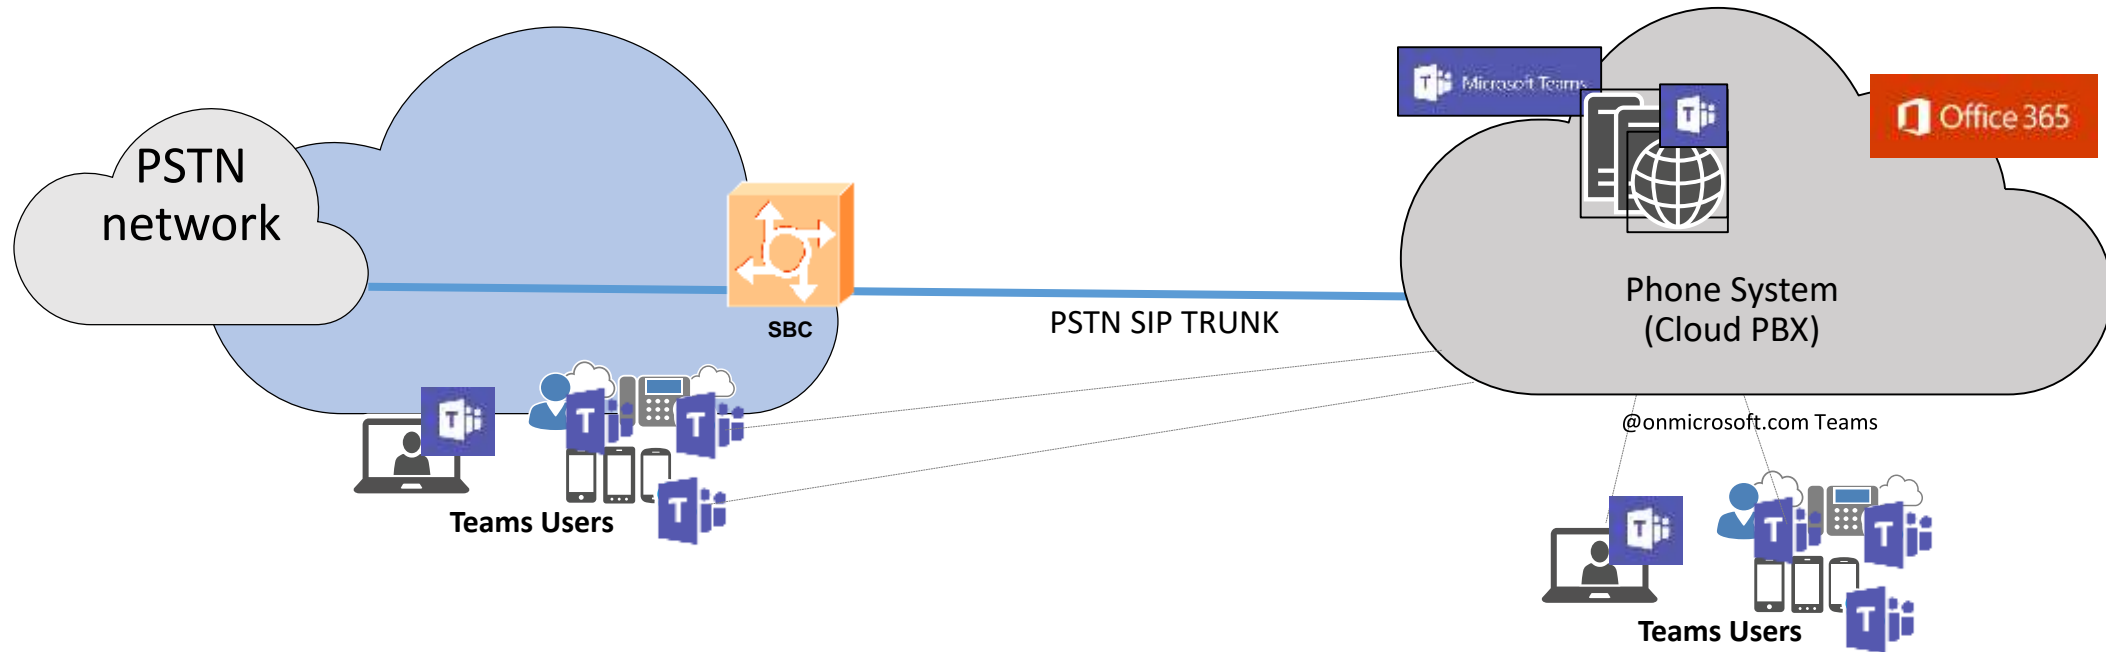 PSTN
network
SBC
PSTN SIP TRUNK
Microsoft Teams
Office 365
Phone System
(Cloud PBX)
@onmicrosoft.com Teams
Teams Users
Teams Users